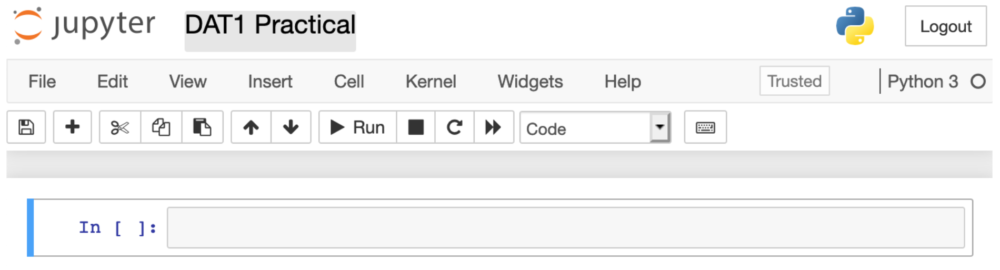 jupyter DAT1 Practical Logout
File Edit View Insert Cell Kernel Widgets Help Trusted Python 3
Run Code
In [ ]: